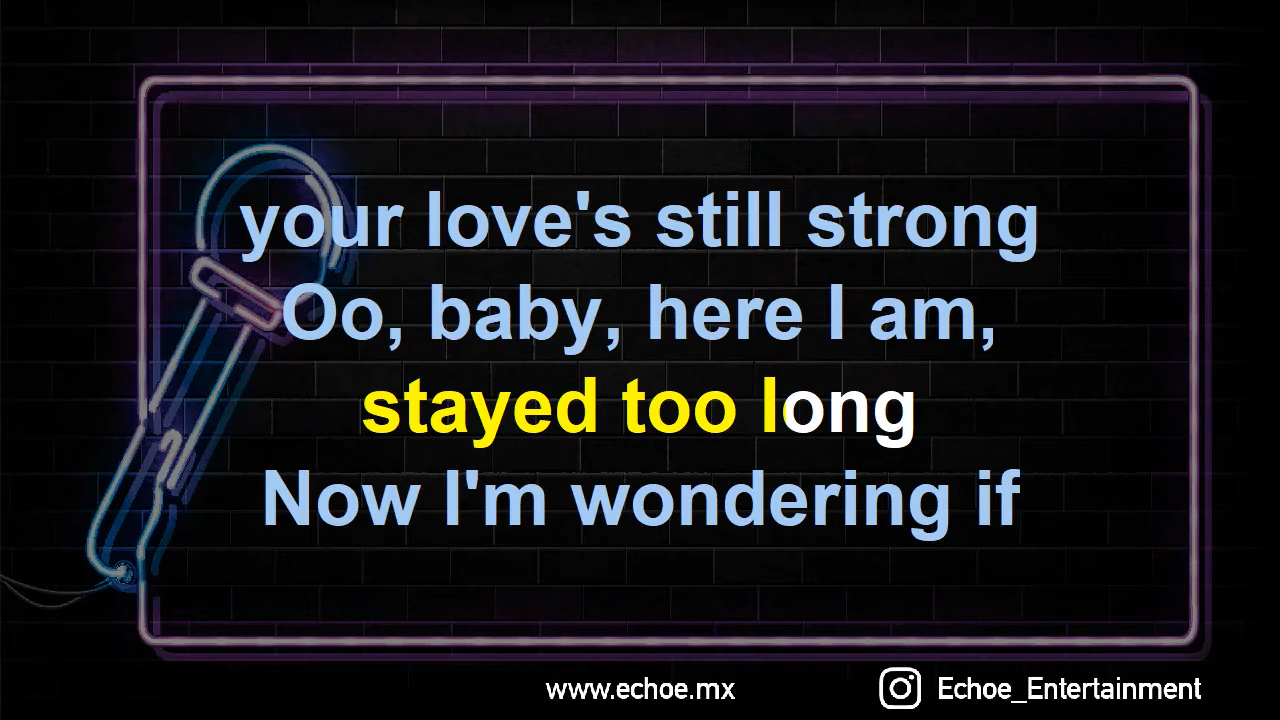 your love's still strong
Oo, baby, here I am,
stayed too long
Now I'm wondering if
www.echoe.mx
Echoe_Entertainment